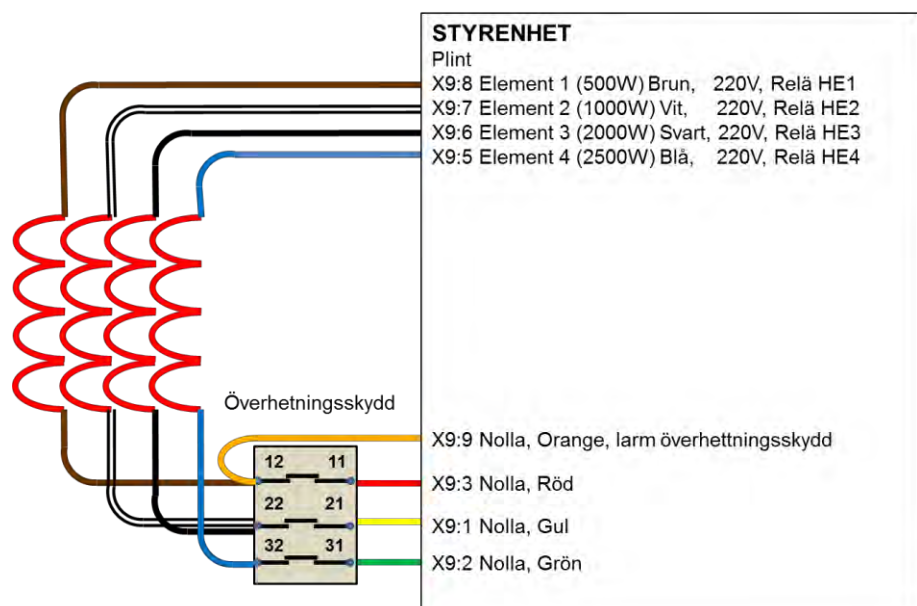 STYRENHET
Plint
X9:8 Element 1 (500W) Brun, 220V, Relä HE1
X9:7 Element 2 (1000W) Vit, 220V, Relä HE2
X9:6 Element 3 (2000W) Svart, 220V, Relä HE3
X9:5 Element 4 (2500W) Blå, 220V, Relä HE4
Överhetningsskydd
X9:9 Nolla, Orange, larm överhettningsskydd
12 11
X9:3 Nolla, Röd
22 21
X9:1 Nolla, Gul
32 31
X9:2 Nolla, Grön